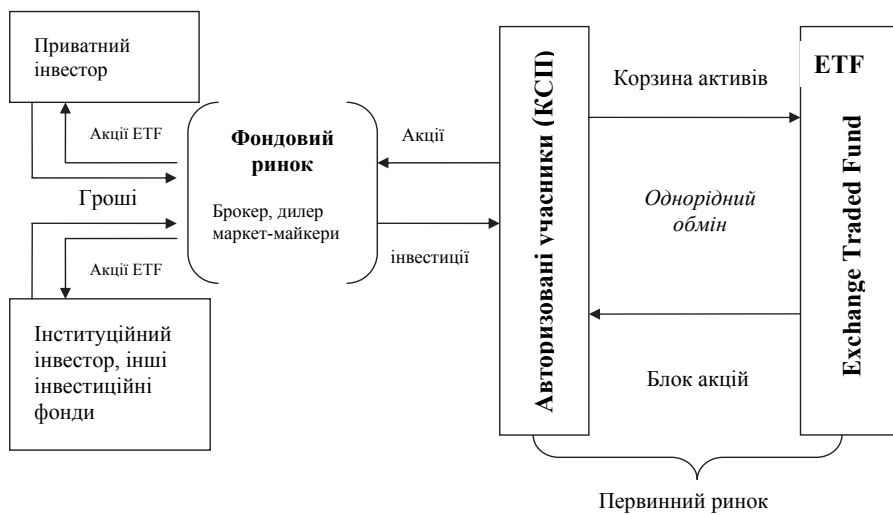 Приватний
інвестор
Акції ETF
Гроші
Акції ETF
Інституційний
інвестор, інші
інвестиційні
фонди
Фондовий
ринок
Брокер, дилер
маркет-майкери
Акції
інвестиції
Авторизовані учасники (КСП)
Корзина активів
Однорідний
обмін
Блок акцій
ETF
Exchange Traded Fund
Первинний ринок